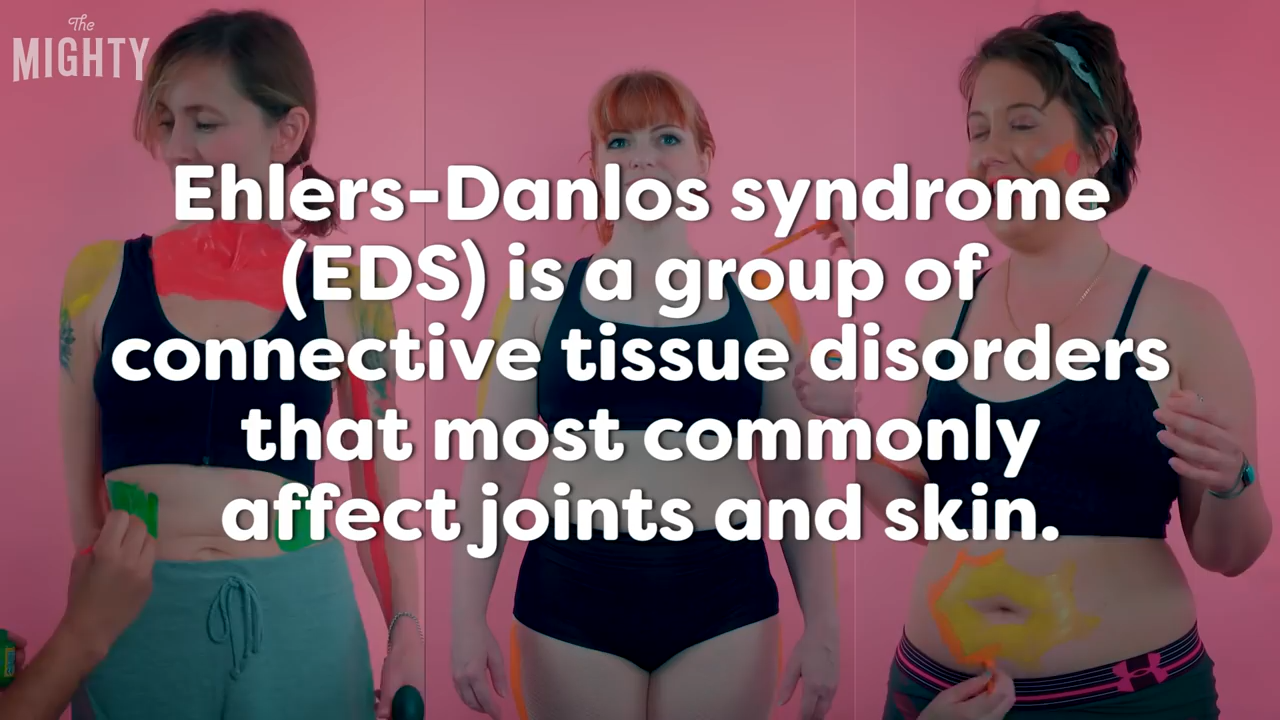 The
MIGHTY
Ehlers-Danlos syndrome
(EDS) is a group of
connective tissue disorders
that most commonly
affect joints and skin.